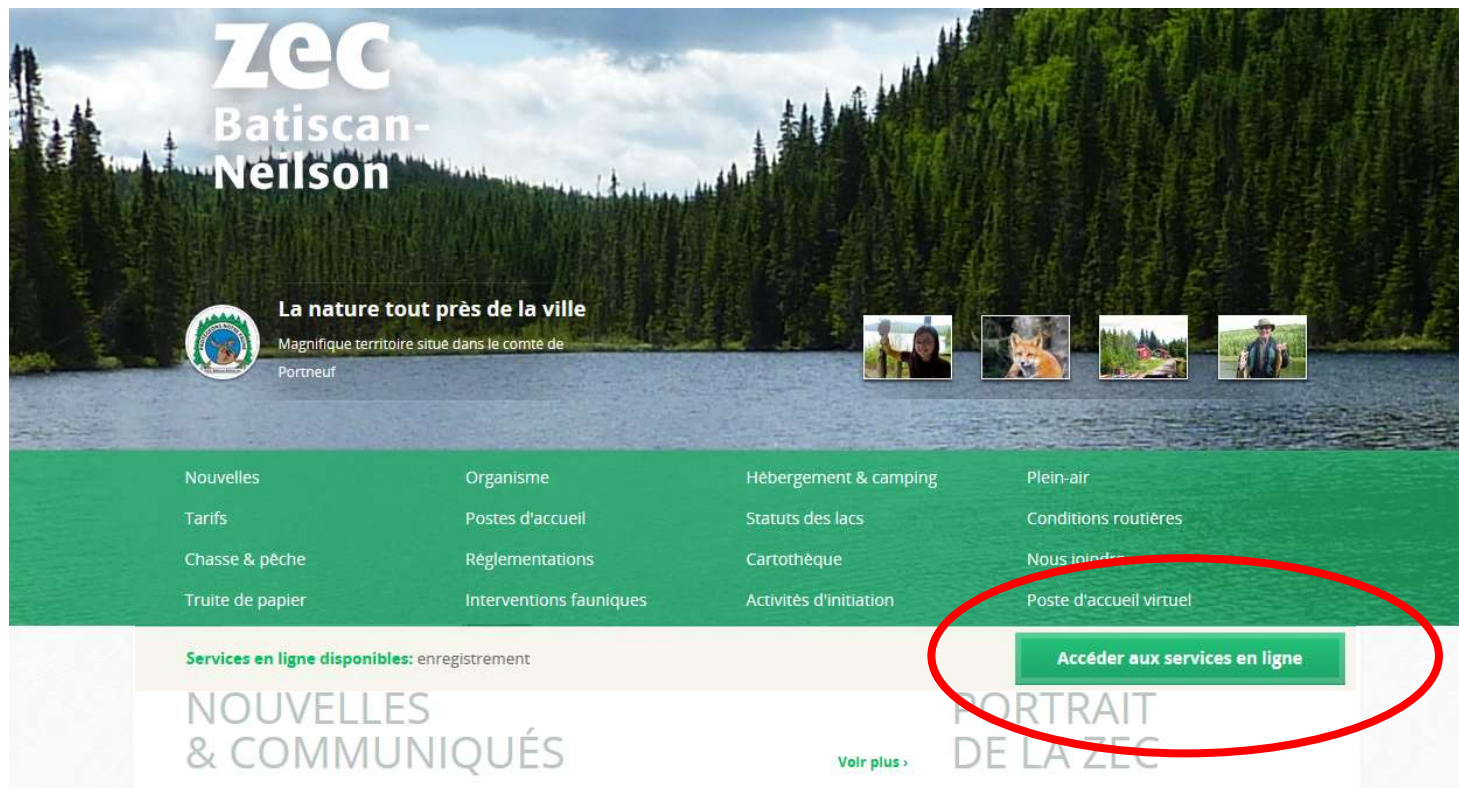 zec
Batiscan-
Neilson
La nature tout près de la ville
Magnifique territoire situé dans le comté de
Portneuf
Nouvelles
Organisme
Hébergement & camping
Plein-air
Tarifs
Postes d'accueil
Statuts des lacs
Conditions routières
Chasse & pêche
Réglementations
Cartothèque
Nous joindre
Truite de papier
Interventions fauniques
Activités d'initiation
Poste d'accueil virtuel
Services en ligne disponibles: enregistrement
Accéder aux services en ligne
NOUVELLES
& COMMUNIQUÉS
Voir plus ›
PORTRAIT
DE LA ZEC